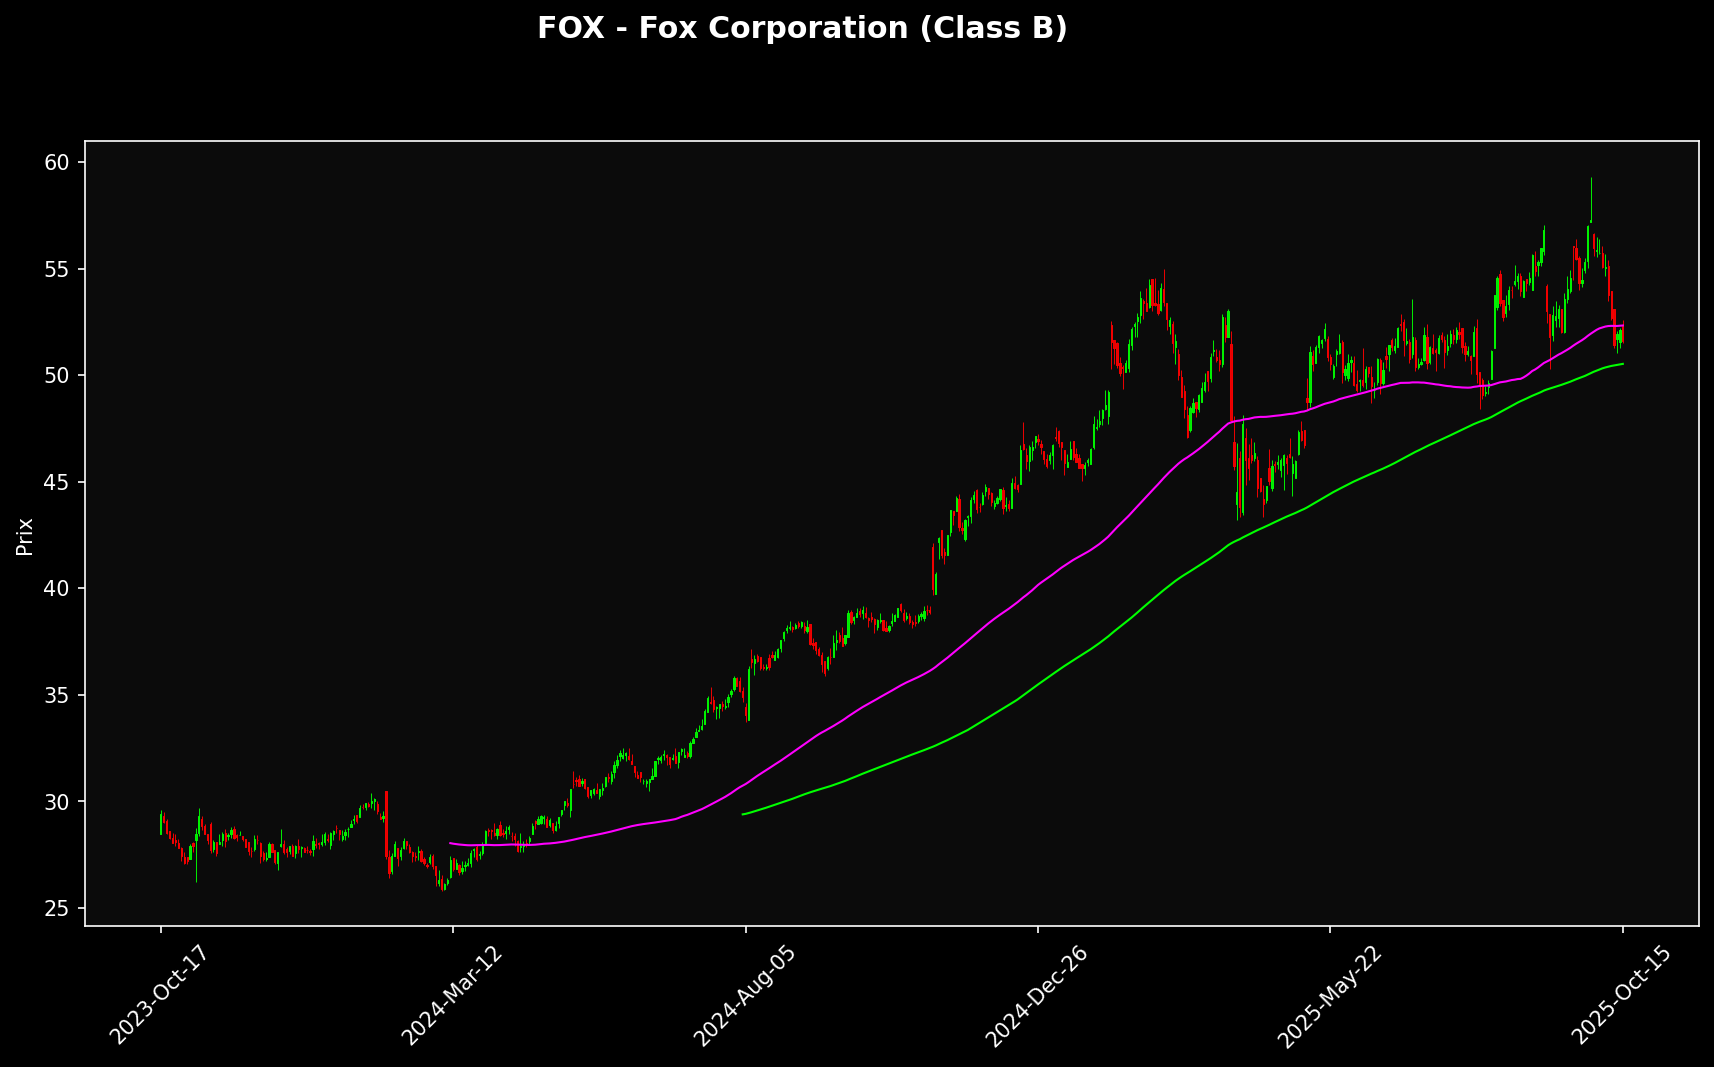 FOX - Fox Corporation (Class B)
60
55
50
45
40
35
30
25
Prix
2023-Oct-17
2024-Mar-12
2024-Aug-05
2024-Dec-26
2025-May-22
2025-Oct-15